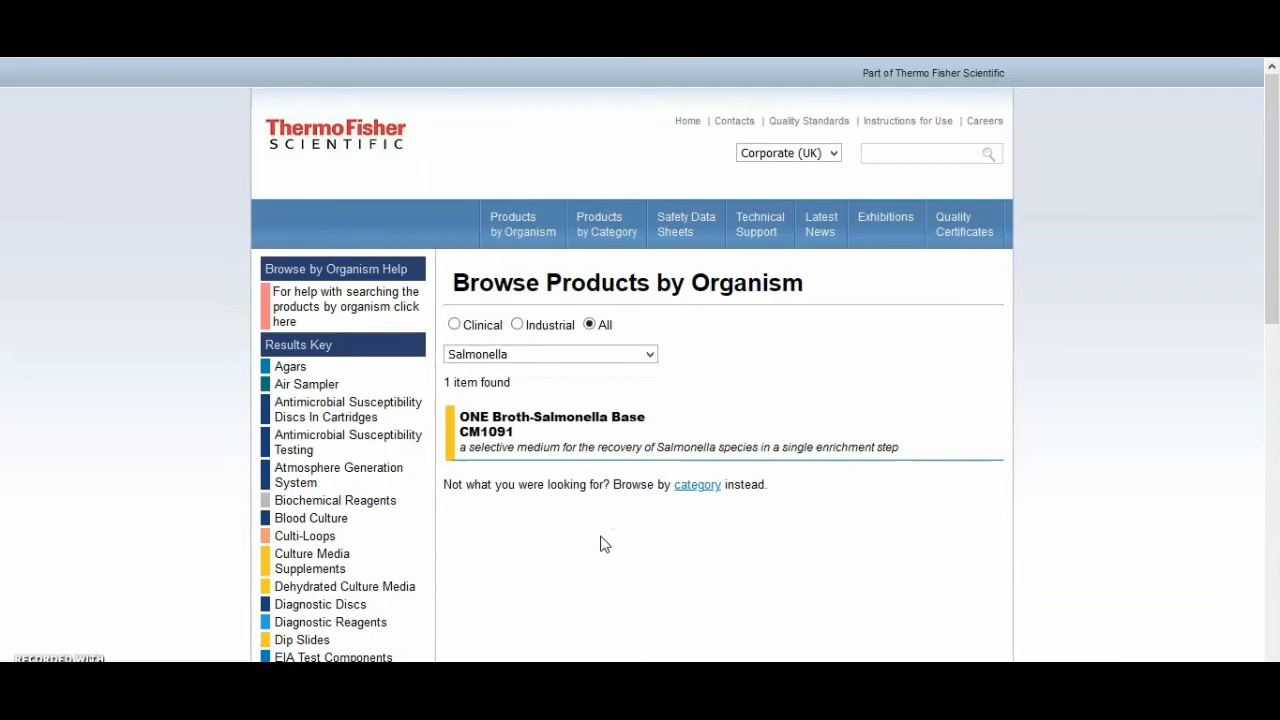 Part of Thermo Fisher Scientific
ThermoFisher
SCIENTIFIC
Home | Contacts | Quality Standards | Instructions for Use | Careers
Corporate (UK)
Products by Organism
Products by Category
Safety Data Sheets
Technical Support
Latest News
Exhibitions
Quality Certificates
Browse by Organism Help
For help with searching the
products by organism click
here
Results Key
Agars
Air Sampler
Antimicrobial Susceptibility
Discs In Cartridges
Antimicrobial Susceptibility
Testing
Atmosphere Generation
System
Biochemical Reagents
Blood Culture
Culti-Loops
Culture Media
Supplements
Dehydrated Culture Media
Diagnostic Discs
Diagnostic Reagents
Dip Slides
EIA Test Components
Browse Products by Organism
Clinical Industrial All
Salmonella
1 item found
ONE Broth-Salmonella Base
CM1091
a selective medium for the recovery of Salmonella species in a single enrichment step
Not what you were looking for? Browse by category instead.
RECORDED WITH